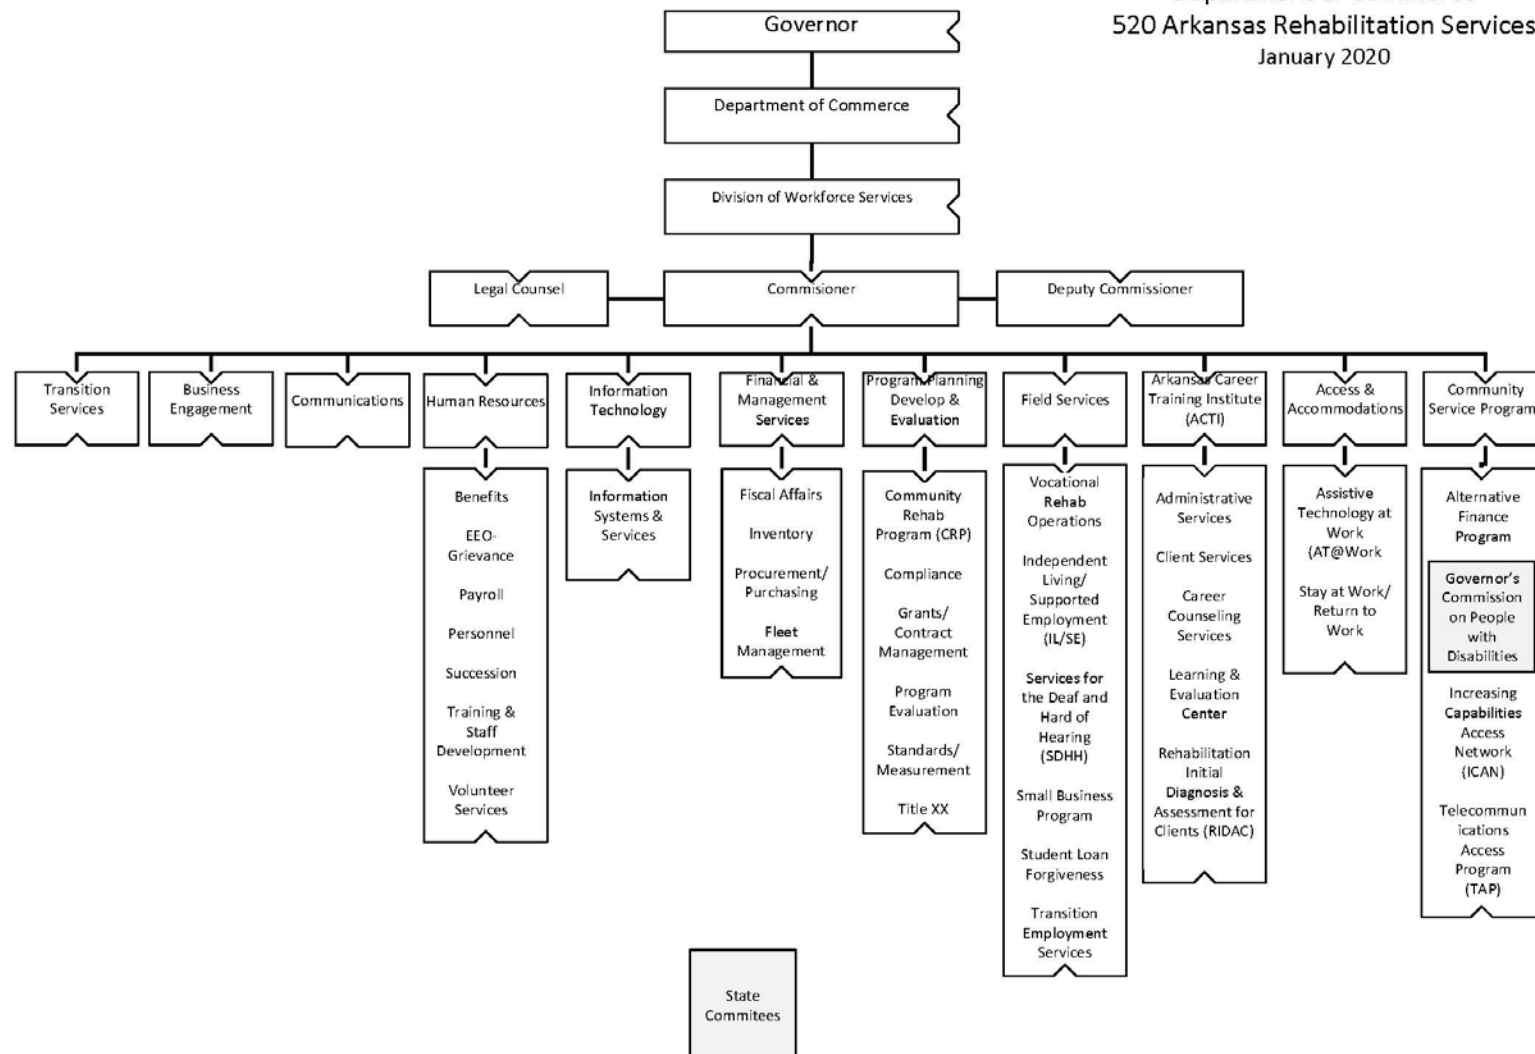 520 Arkansas Rehabilitation Services
January 2020
Governor
Department of Commerce
Division of Workforce Services
Legal Counsel
Commisioner
Deputy Commissioner
Transition
Services
Business
Engagement
Communications
Human Resources
Information
Technology
Financial &
Management
Services
Program Planning
Develop &
Evaluation
Field Services
Arkansas Career
Training Institute
(ACTI)
Access &
Accommodations
Community
Service Program
Benefits
EEO-
Grievance
Payroll
Personnel
Succession
Training &
Staff
Development
Volunteer
Services
Information
Systems &
Services
Fiscal Affairs
Inventory
Procurement/
Purchasing
Fleet
Management
Community
Rehab
Program (CRP)
Compliance
Grants/
Contract
Management
Program
Evaluation
Standards/
Measurement
Title XX
Vocational
Rehab
Operations
Independent
Living/
Supported
Employment
(IL/SE)
Services for
the Deaf and
Hard of
Hearing
(SDHH)
Small Business
Program
Student Loan
Forgiveness
Transition
Employment
Services
Administrative
Services
Client Services
Career
Counseling
Services
Learning &
Evaluation
Center
Rehabilitation
Initial
Diagnosis &
Assessment for
Clients (RIDAC)
Assistive
Technology at
Work
(AT@Work
Stay at Work/
Return to
Work
Alternative
Finance
Program
Governor's
Commission
on People
with
Disabilities
Increasing
Capabilities
Access
Network
(ICAN)
Telecommun
ications
Access
Program
(TAP)
State
Commitees